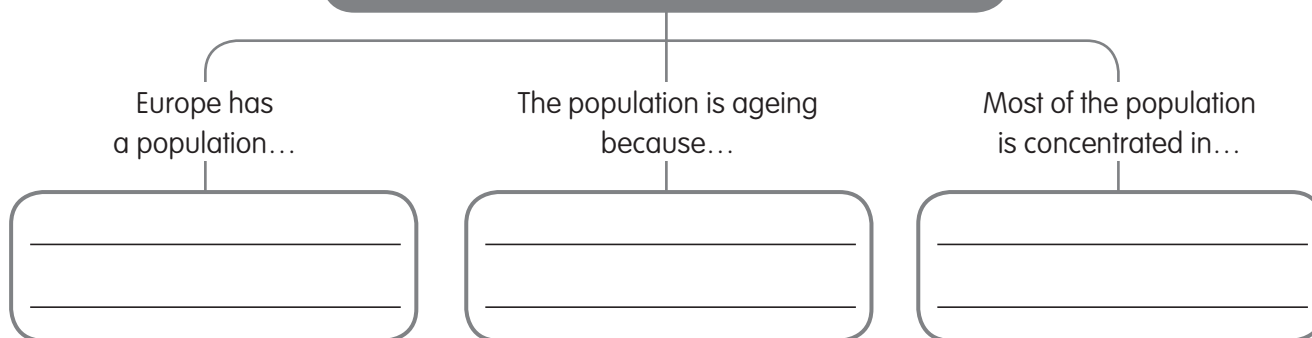 Europe has
a population…
The population is ageing
because…
Most of the population
is concentrated in…